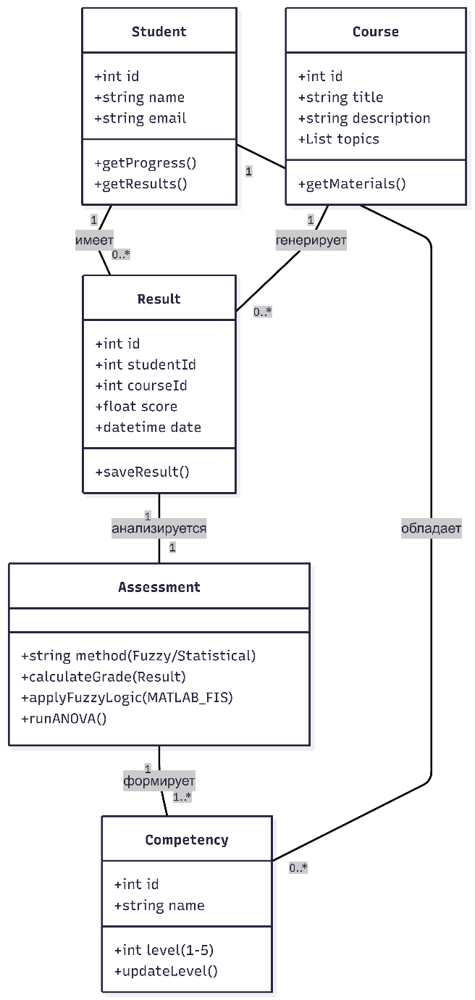 Student
+int id
+string name
+string email
+getProgress()
+getResults()
Course
+int id
+string title
+string description
+List topics
+getMaterials()
1
1
имеет
0..*
1
генерирует
0..*
Result
+int id
+int studentId
+int courseId
+float score
+datetime date
+saveResult()
1
анализируется
1
обладает
Assessment
+string method(Fuzzy/Statistical)
+calculateGrade(Result)
+applyFuzzyLogic(MATLAB_FIS)
+runANOVA()
1
формирует
1..*
0..*
Competency
+int id
+string name
+int level(1-5)
+updateLevel()